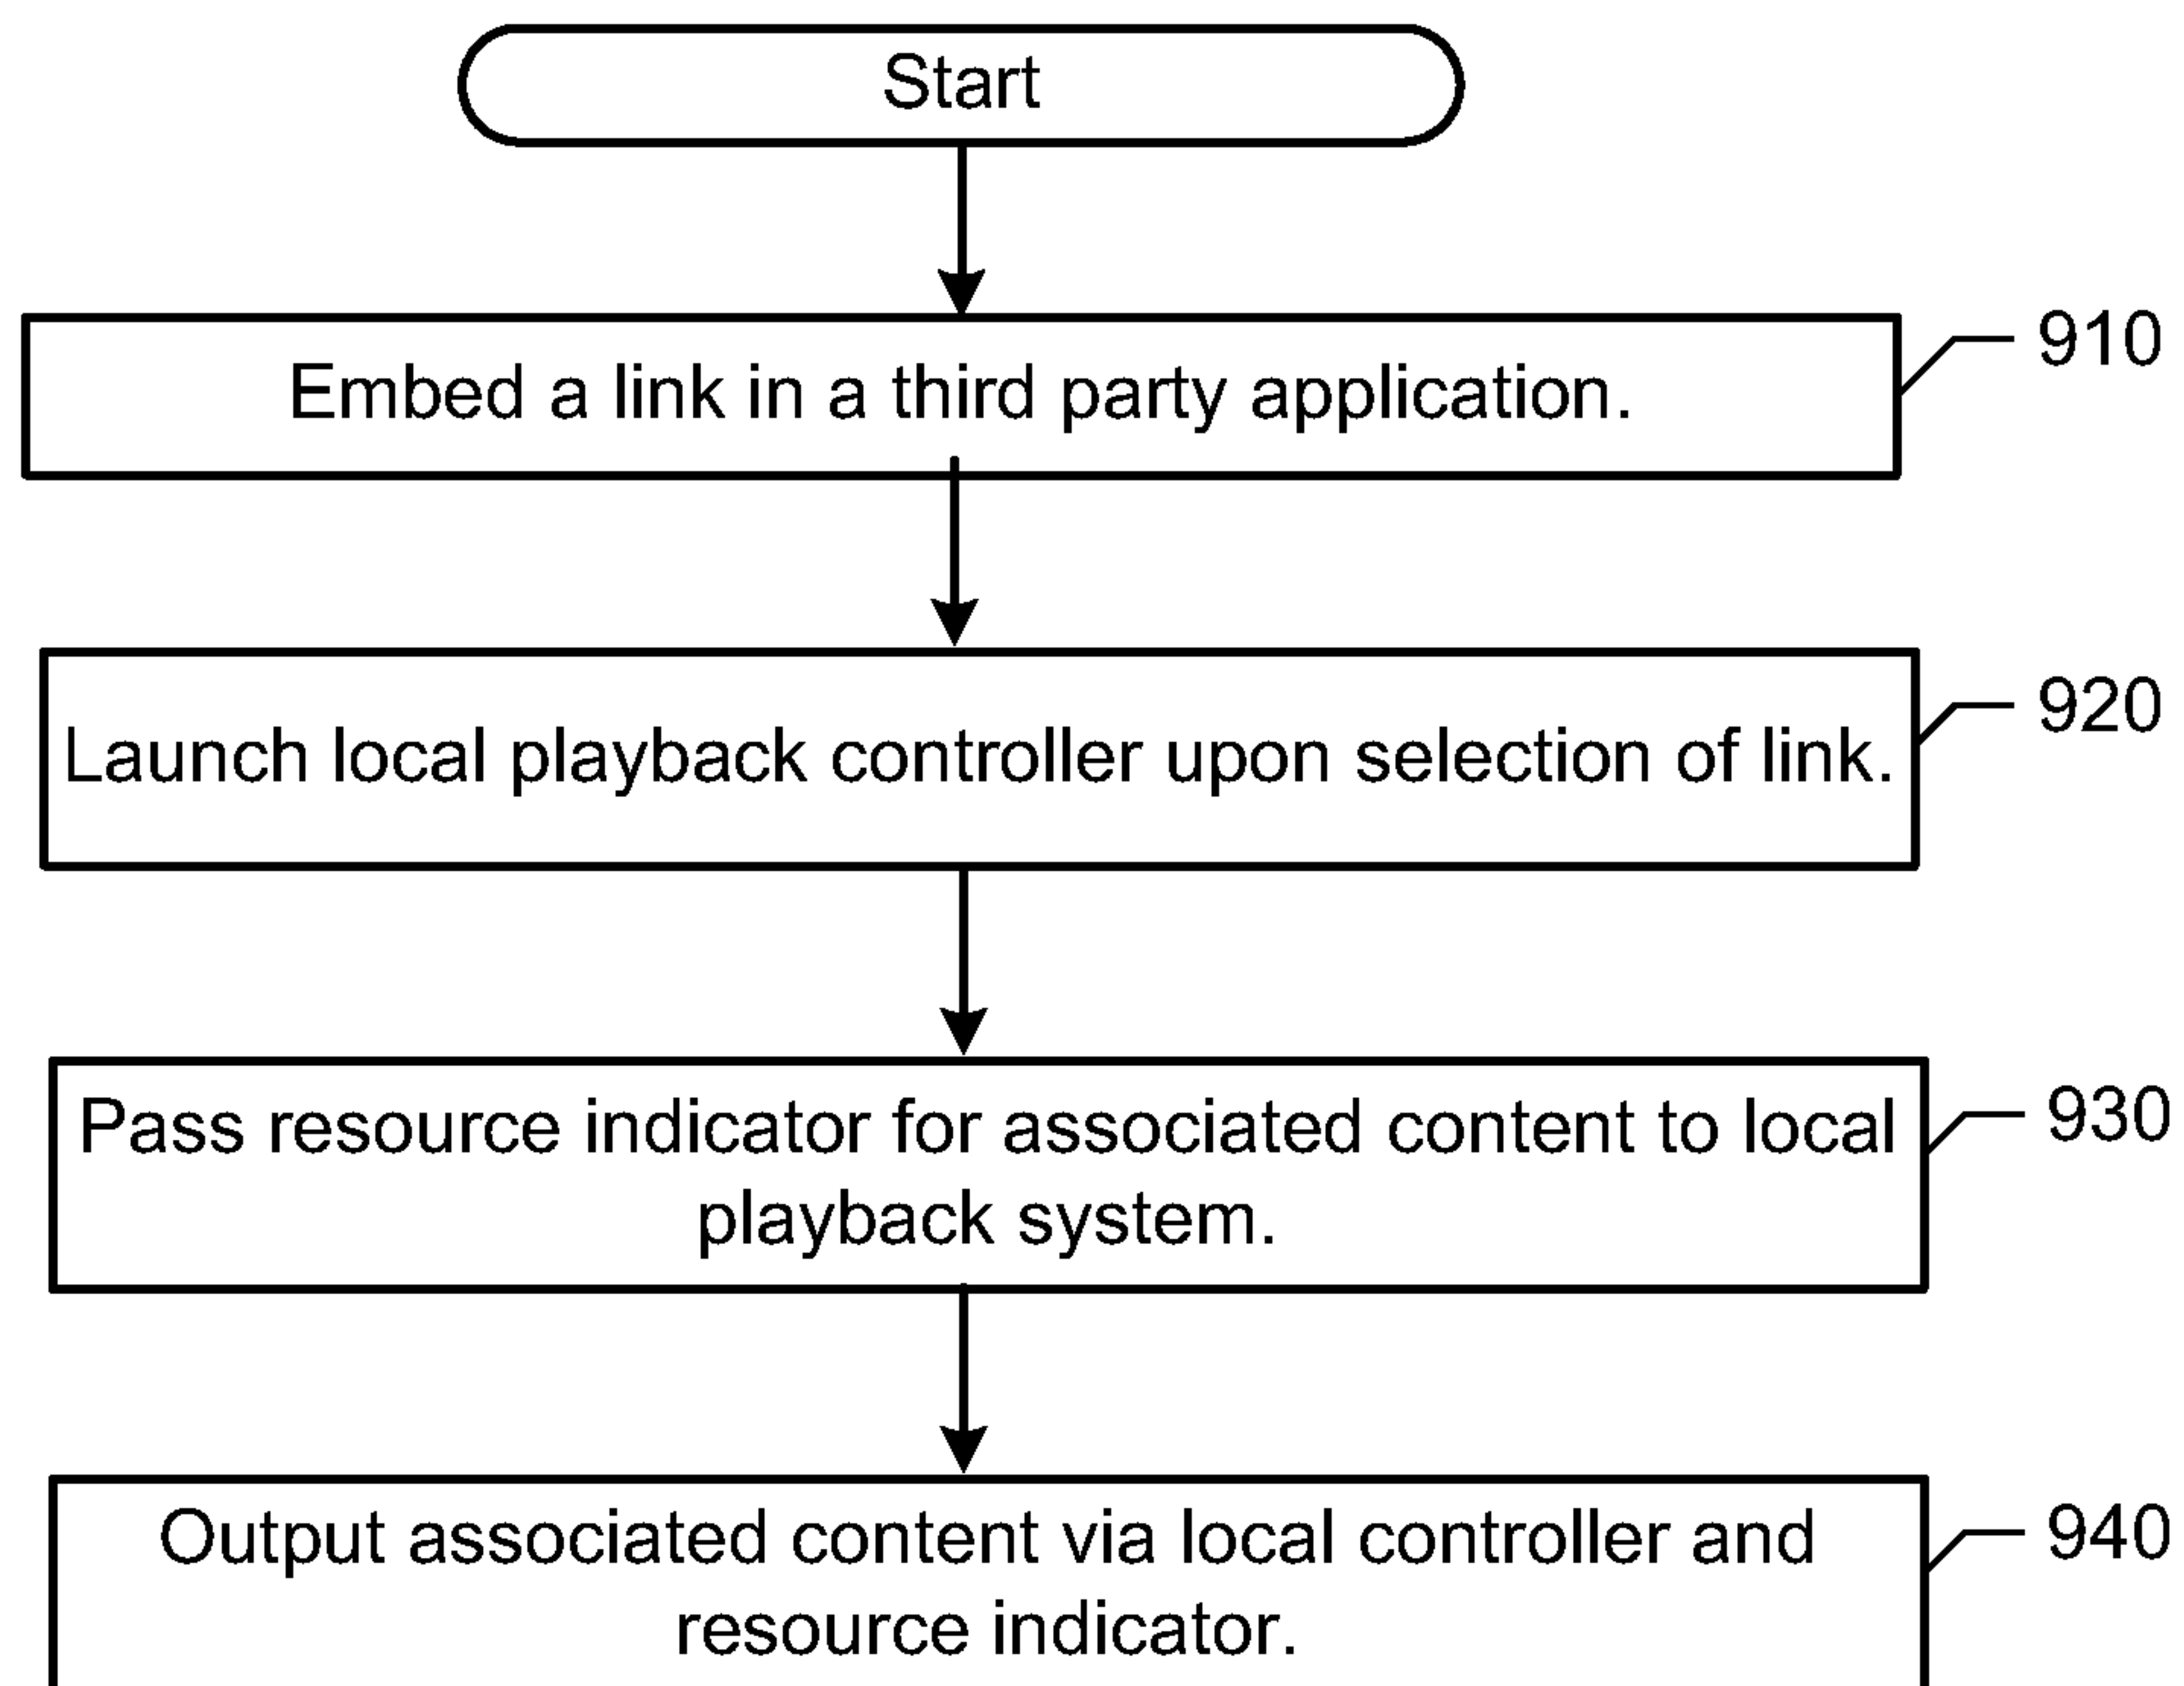 Start
Embed a link in a third party application.
910
Launch local playback controller upon selection of link.
920
Pass resource indicator for associated content to local
playback system.
930
Output associated content via local controller and
resource indicator.
940